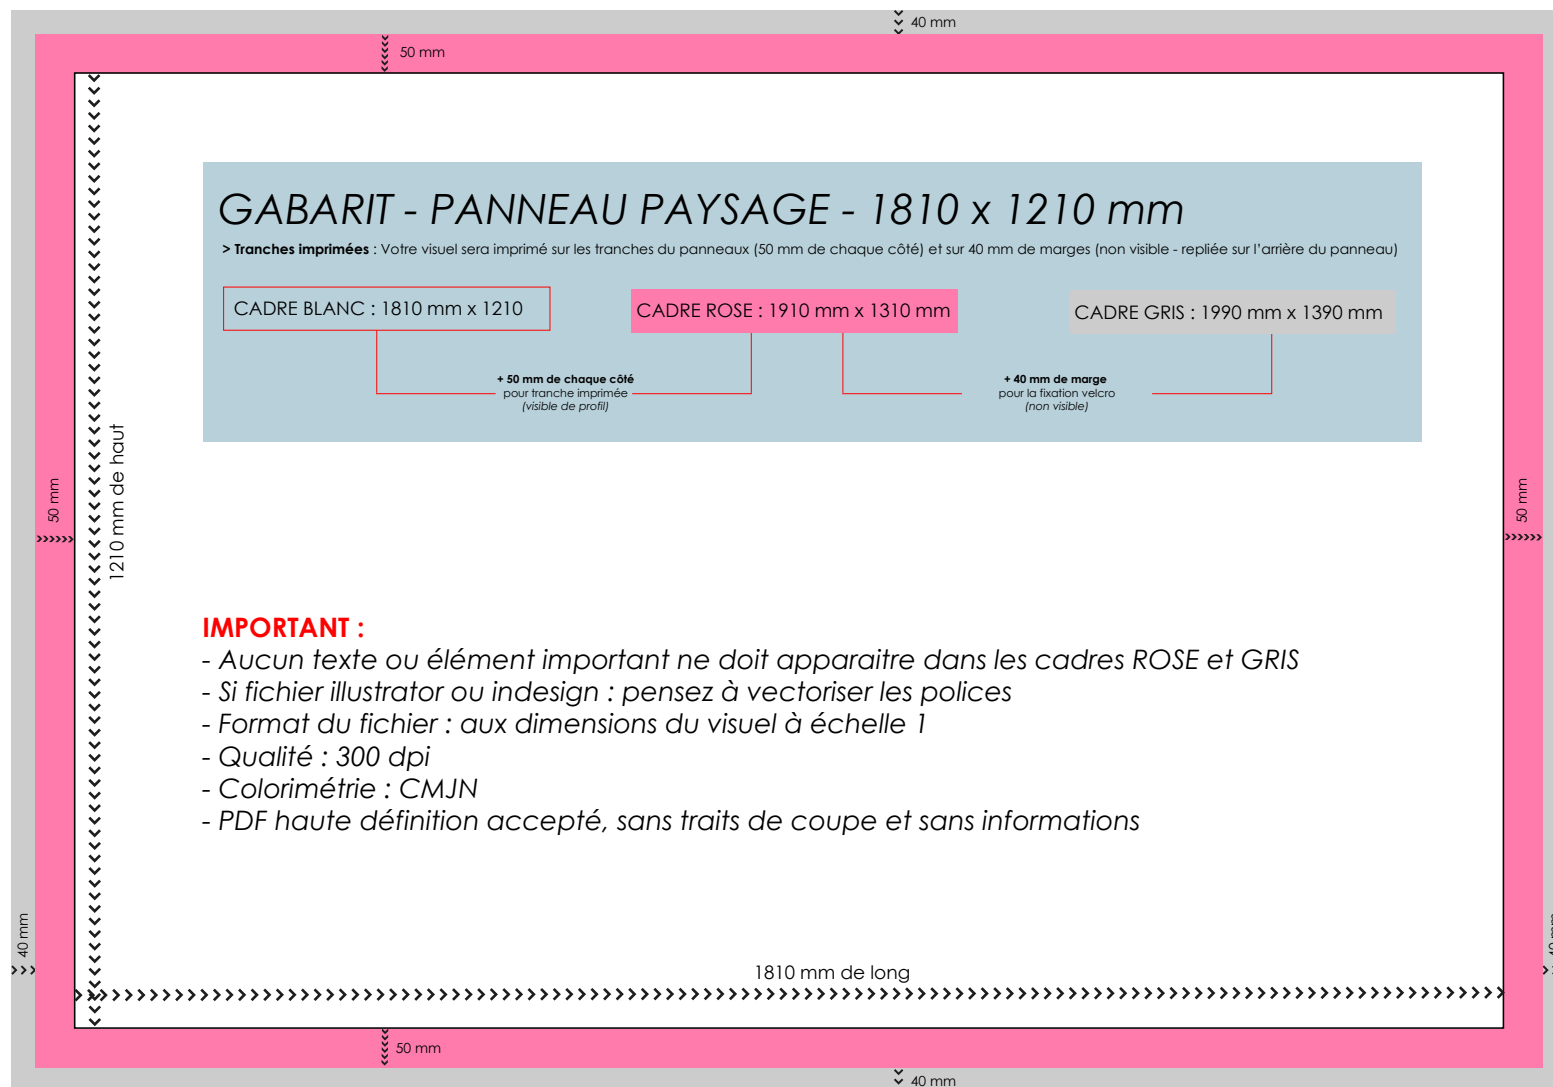 40 mm
50 mm
GABARIT - PANNEAU PAYSAGE - 1810 x 1210 mm
> Tranches imprimées : Votre visuel sera imprimé sur les tranches du panneaux (50 mm de chaque côté) et sur 40 mm de marges (non visible - repliée sur l'arrière du panneau)
CADRE BLANC : 1810 mm x 1210
CADRE ROSE : 1910 mm x 1310 mm
CADRE GRIS : 1990 mm x 1390 mm
+ 50 mm de chaque côté
pour tranche imprimée
(visible de profil)
+ 40 mm de marge
pour la fixation velcro
(non visible)
1210 mm de haut
50 mm
50 mm
IMPORTANT :
- Aucun texte ou élément important ne doit apparaitre dans les cadres ROSE et GRIS
- Si fichier illustrator ou indesign : pensez à vectoriser les polices
- Format du fichier : aux dimensions du visuel à échelle 1
- Qualité : 300 dpi
- Colorimétrie : CMJN
- PDF haute définition accepté, sans traits de coupe et sans informations
40 mm
40 mm
1810 mm de long
50 mm
40 mm